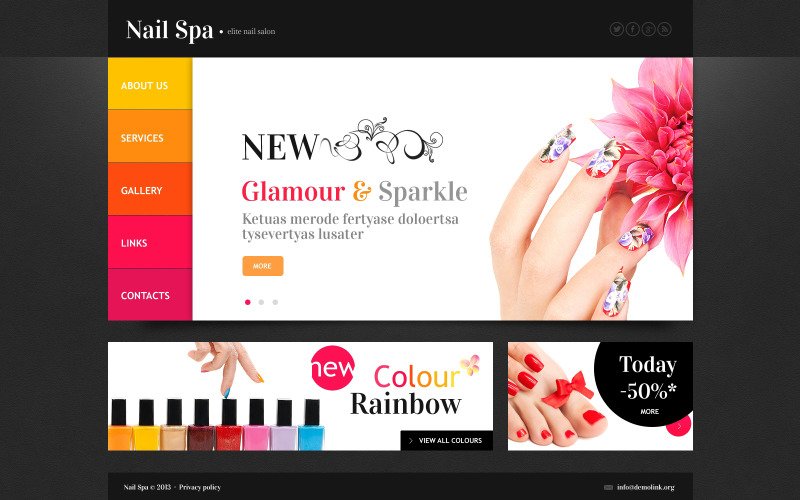 Nail Spa • elite nail salon
ABOUT US
SERVICES
GALLERY
LINKS
CONTACTS
NEW
Glamour & Sparkle
Ketuas merode fertyase doloertsa
tysevertyas lusater
MORE
new
Colour
Rainbow
VIEW ALL COLOURS
Today
-50%*
MORE
Nail Spa © 2013 · Privacy policy
info@demolink.org